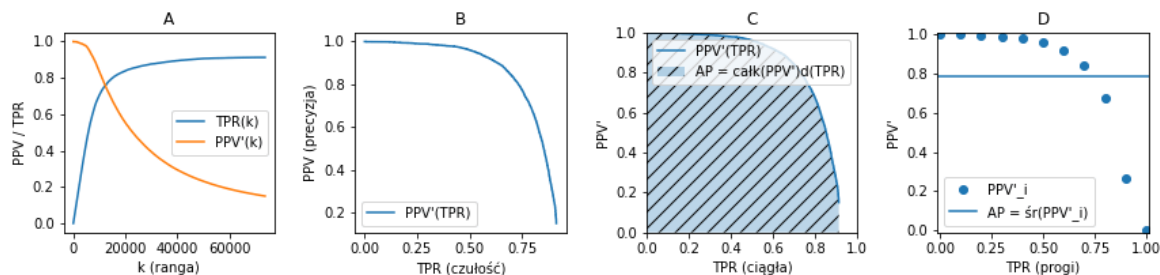 A
1.0
0.8
0.6
0.4
0.2
0.0
PPV / TPR
TPR(k)
PPV'(k)
0
20000
40000
60000
k (ranga)
B
1.0
0.8
0.6
0.4
0.2
PPV (precyzja)
PPV'(TPR)
0.00
0.25
0.50
0.75
TPR (czułość)
C
1.0
0.8
0.6
0.4
0.2
0.0
PPV'
PPV'(TPR)
AP = całk(PPV')d(TPR)
0.0
0.2
0.4
0.6
0.8
1.0
TPR (ciągła)
D
1.0
0.8
0.6
0.4
0.2
0.0
PPV'
PPV'_i
AP = śr(PPV'_i)
0.00
0.25
0.50
0.75
1.00
TPR (progi)